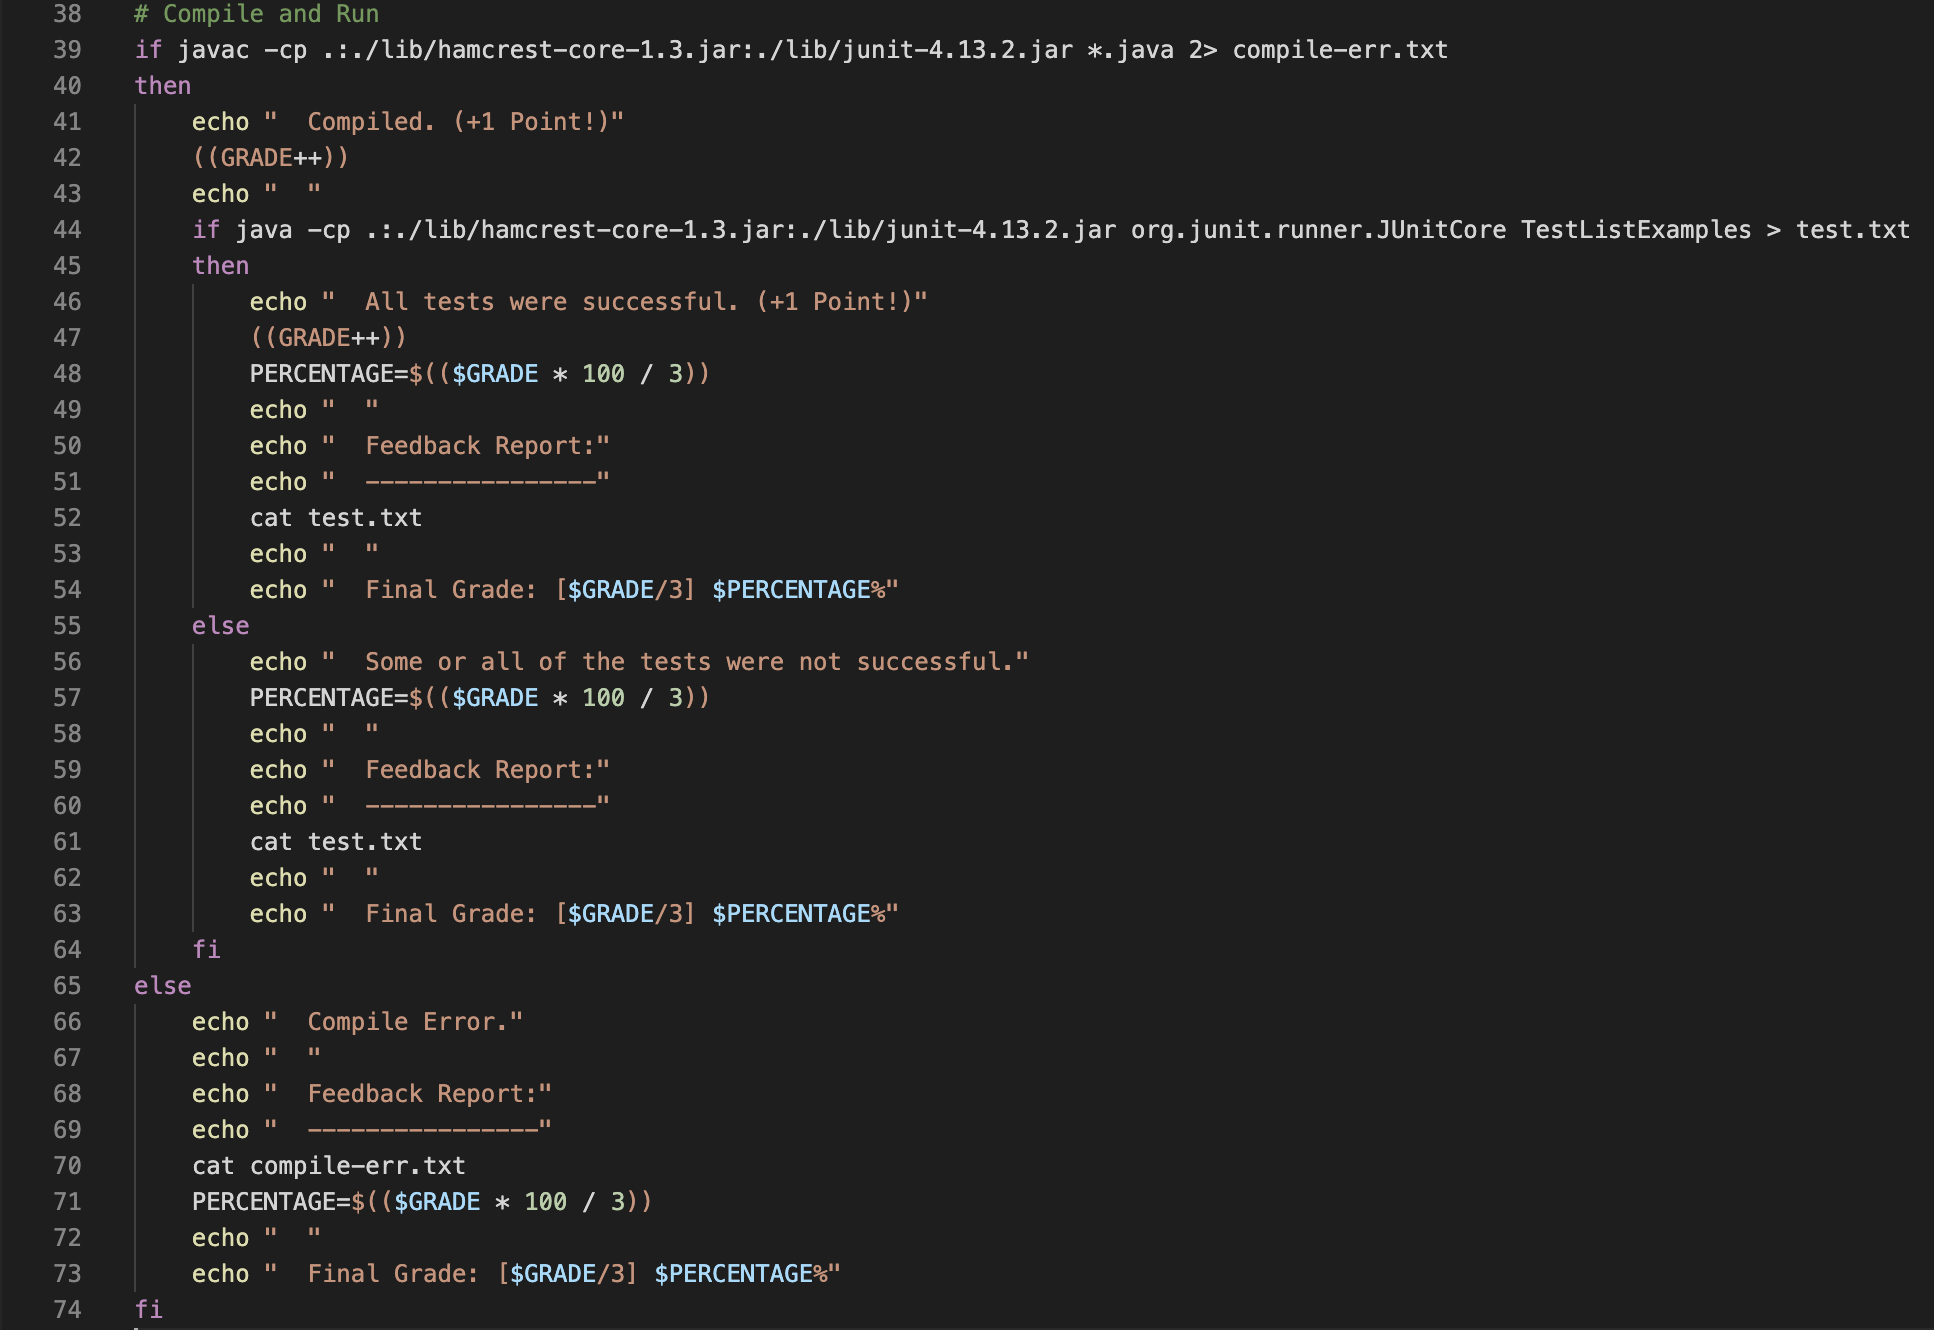 38 # Compile and Run
39 if javac -cp .:./lib/hamcrest-core-1.3.jar:./lib/junit-4.13.2.jar *.java 2> compile-err.txt
40 then
41 echo "  Compiled. (+1 Point!)"
42 ((GRADE++))
43 echo "  "
44 if java -cp .:./lib/hamcrest-core-1.3.jar:./lib/junit-4.13.2.jar org.junit.runner.JUnitCore TestListExamples > test.txt
45 then
46 echo "  All tests were successful. (+1 Point!)"
47 ((GRADE++))
48 PERCENTAGE=$(($GRADE * 100 / 3))
49 echo "  "
50 echo "  Feedback Report:"
51 echo "  ----------------"
52 cat test.txt
53 echo "  "
54 echo "  Final Grade: [$GRADE/3] $PERCENTAGE%"
55 else
56 echo "  Some or all of the tests were not successful."
57 PERCENTAGE=$(($GRADE * 100 / 3))
58 echo "  "
59 echo "  Feedback Report:"
60 echo "  ----------------"
61 cat test.txt
62 echo "  "
63 echo "  Final Grade: [$GRADE/3] $PERCENTAGE%"
64 fi
65 else
66 echo "  Compile Error."
67 echo "  "
68 echo "  Feedback Report:"
69 echo "  ----------------"
70 cat compile-err.txt
71 PERCENTAGE=$(($GRADE * 100 / 3))
72 echo "  "
73 echo "  Final Grade: [$GRADE/3] $PERCENTAGE%"
74 fi